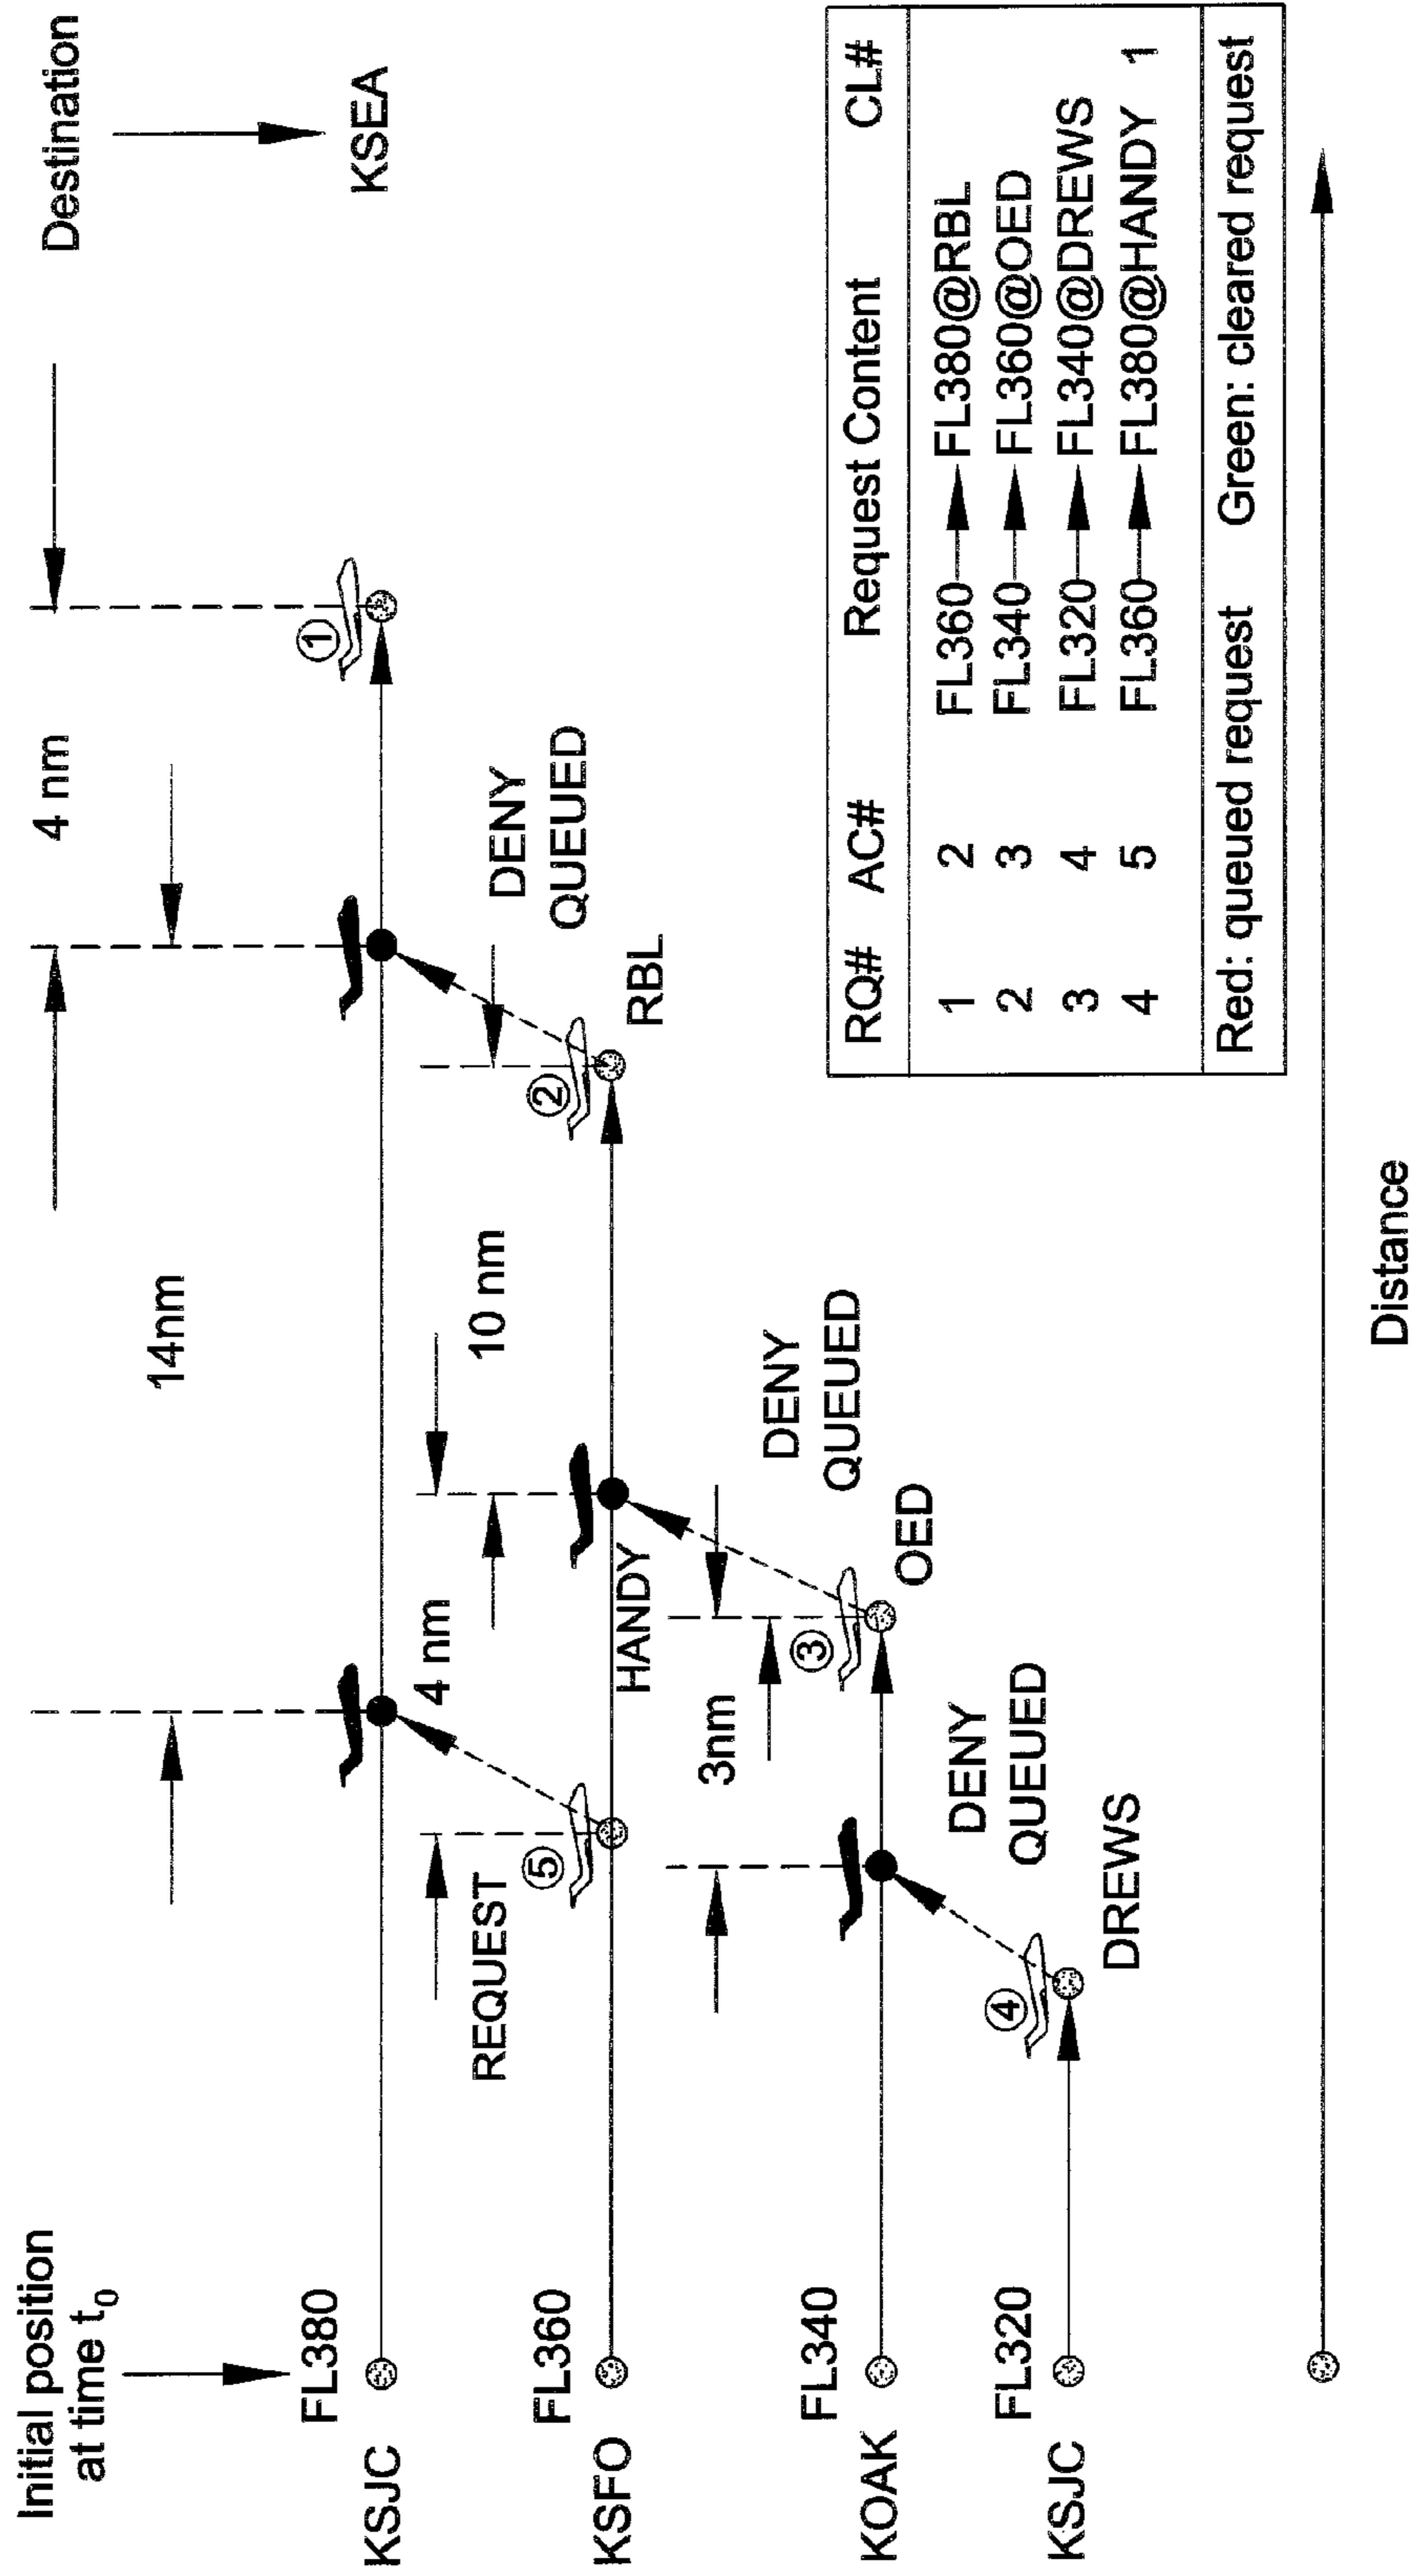 Initial position
at time t0
Destination
KSEA
14nm
4 nm
FL380
KSJC
1
4 nm
10 nm
DENY
QUEUED
REQUEST
FL360
KSFO
5
HANDY
2
RBL
3nm
DENY
QUEUED
FL340
KOAK
3
OED
DENY
QUEUED
FL320
KSJC
4
DREWS
RQ# AC# Request Content CL#
1 2 FL360 FL380@RBL
2 3 FL340 FL360@OED
3 4 FL320 FL340@DREWS
4 5 FL360 FL380@HANDY 1
Red: queued request Green: cleared request
Distance